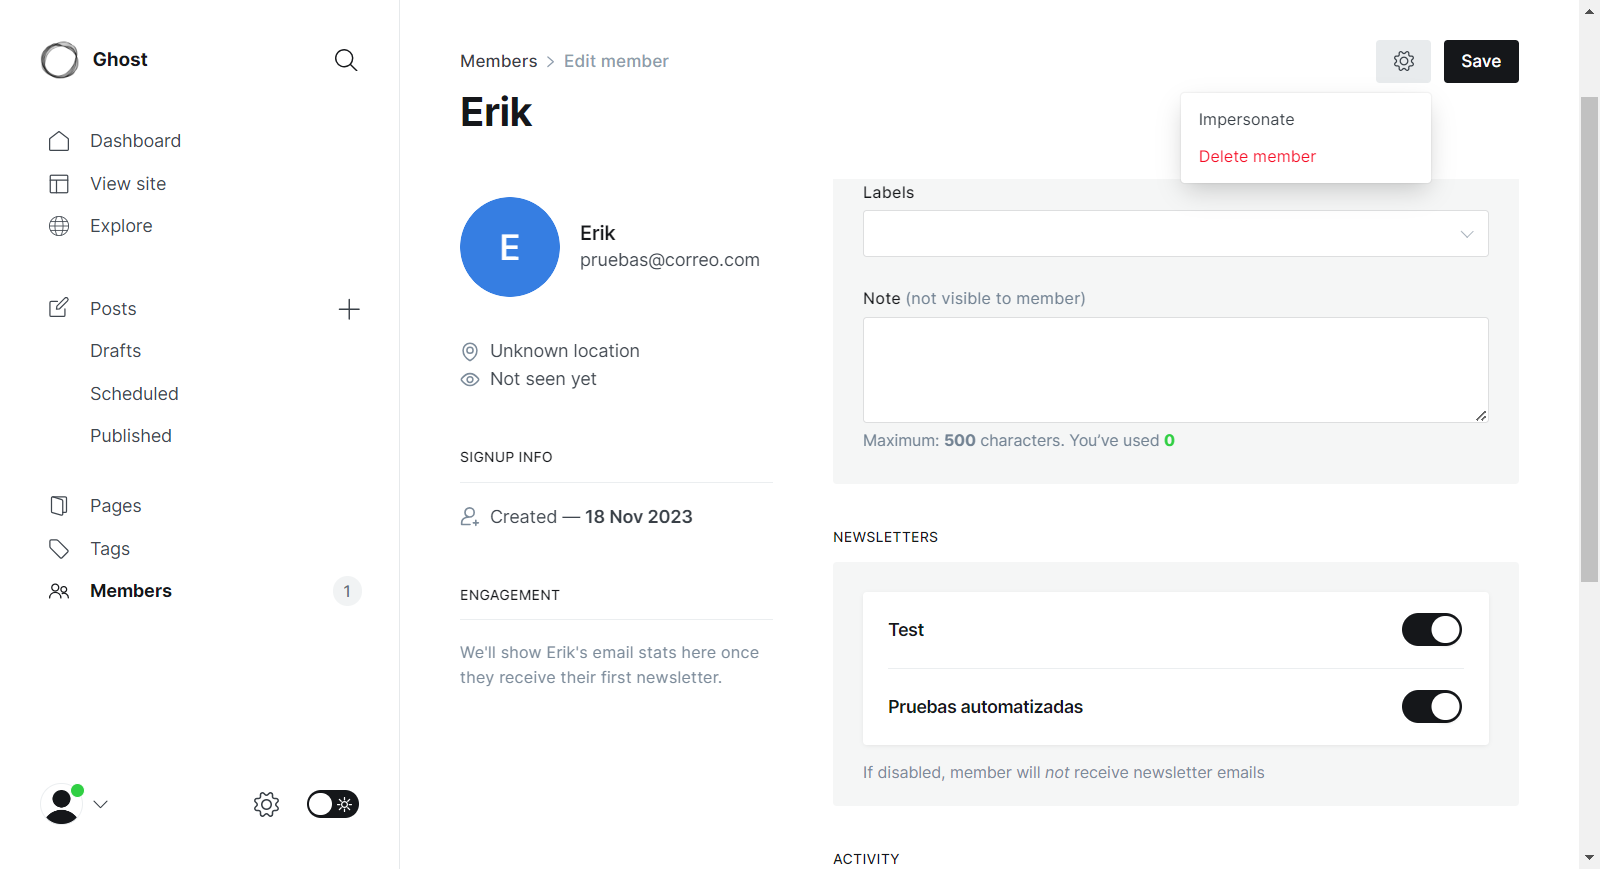 Ghost
Dashboard
View site
Explore
Posts
Drafts
Scheduled
Published
Pages
Tags
Members
1
Members > Edit member
Save
Erik
Impersonate
Delete member
E
Erik
pruebas@correo.com
Unknown location
Not seen yet
SIGNUP INFO
Created — 18 Nov 2023
ENGAGEMENT
We'll show Erik's email stats here once
they receive their first newsletter.
Labels
Note (not visible to member)
Maximum: 500 characters. You’ve used 0
NEWSLETTERS
Test
Pruebas automatizadas
If disabled, member will not receive newsletter emails
ACTIVITY